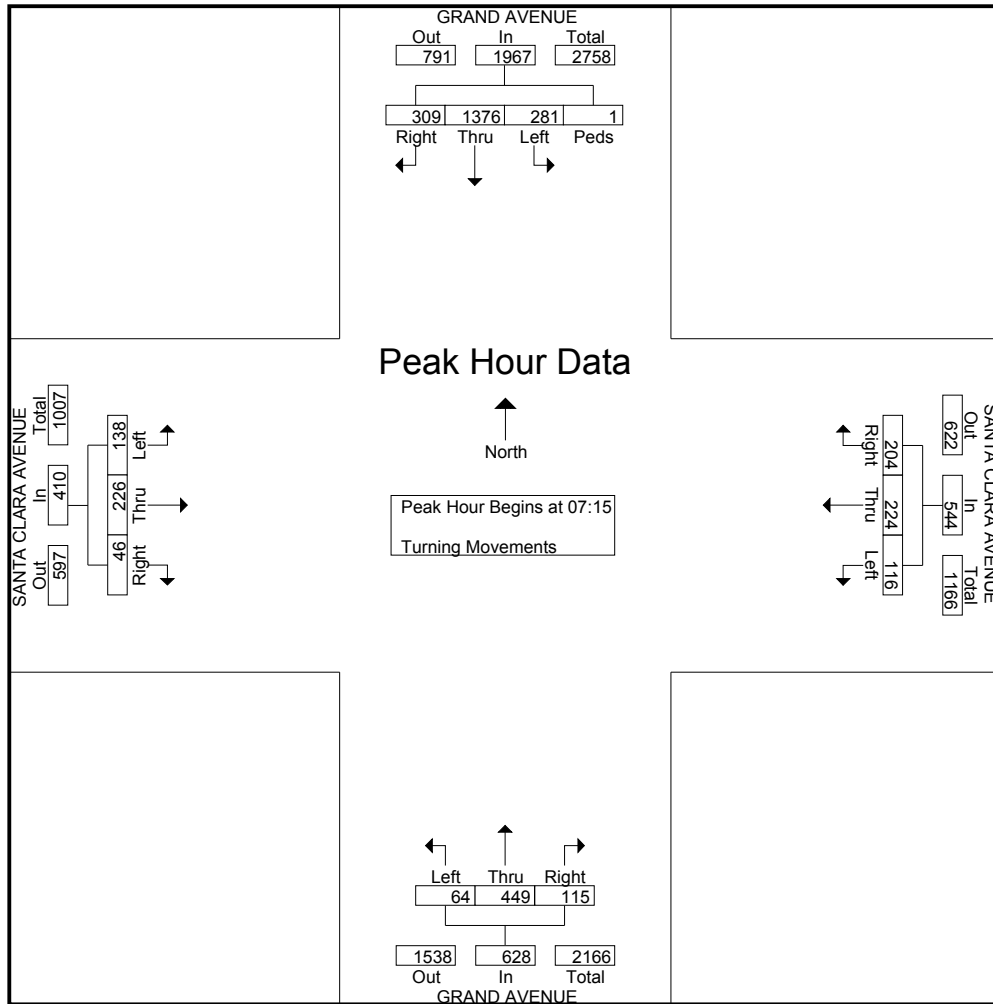 GRAND AVENUE
Out In Total
791 1967 2758
309 1376 281 1
Right Thru Left Peds
Peak Hour Data
North
Peak Hour Begins at 07:15
Turning Movements
SANTA CLARA AVENUE
Total In Out
1007 410 597
138 226 46
Left Thru Right
SANTA CLARA AVENUE
Out In Total
622 544 1166
204 224 116
Right Thru Left
Left Thru Right
64 449 115
1538 628 2166
Out In Total
GRAND AVENUE